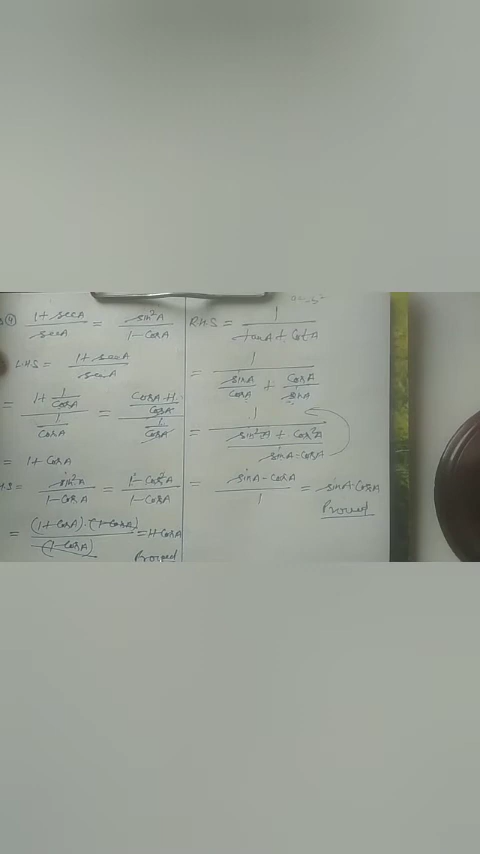 (4) (1+secA)/secA = sin²A/(1-CosA)
LHS = (1+secA)/secA
= (1+1/CosA)/(1/CosA) = ((CosA+1)/CosA)/(1/CosA)
= 1+CosA
HS = sin²A/(1-CosA) = (1-Cos²A)/(1-CosA)
= (1+CosA).(1-CosA)/(1-CosA) = 1+CosA
Proved
RHS = 1/(tanA + CotA)
= 1/(sinA/CosA + CosA/sinA)
= 1/((sin²A + Cos²A)/(sinA.CosA))
= (sinA-CosA)/1 = sinA.CosA
Proved